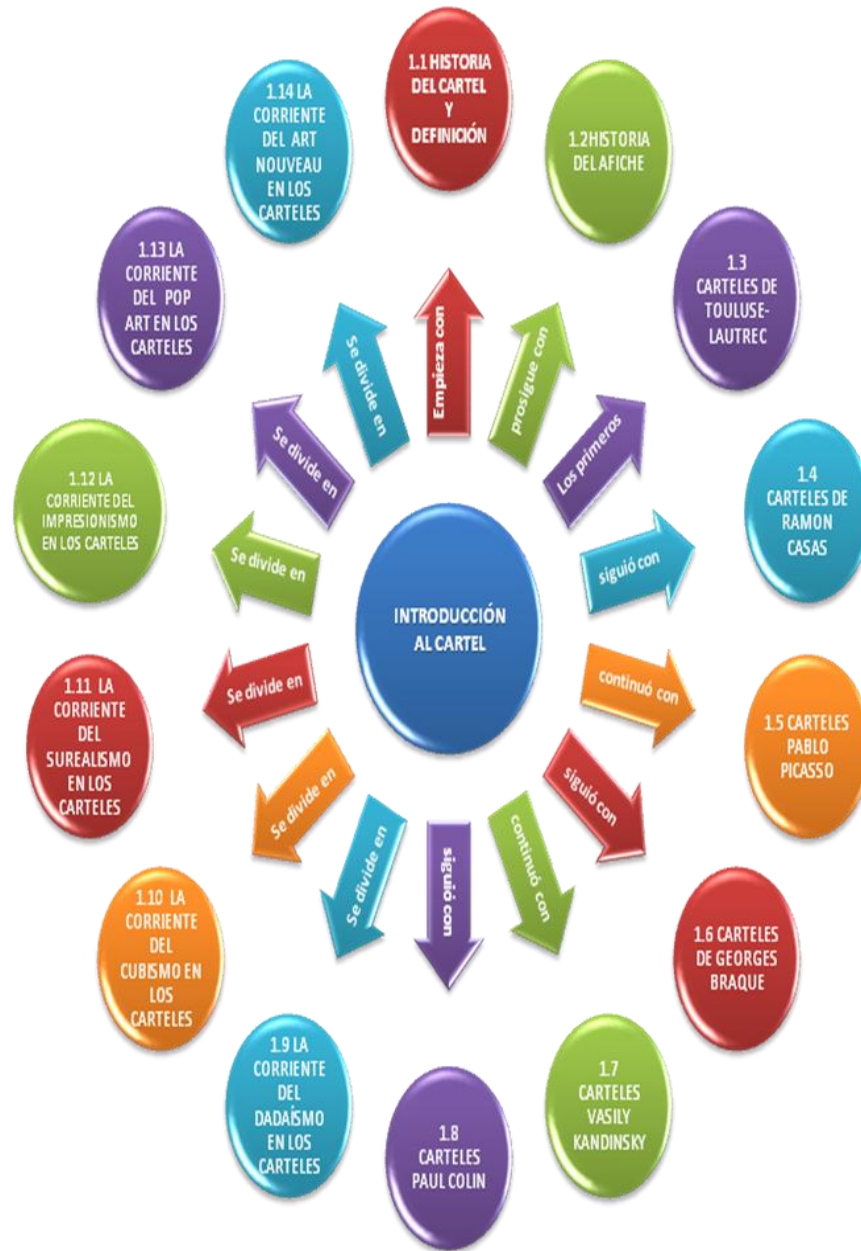 INTRODUCCIÓN
AL CARTEL
Empieza con
1.1 HISTORIA
DEL CARTEL
Y
DEFINICIÓN
prosigue con
1.2HISTORIA
DEL AFICHE
Los primeros
1.3
CARTELES DE
TOULUSE-
LAUTREC
siguió con
1.4
CARTELES DE
RAMON
CASAS
continuó con
1.5 CARTELES
PABLO
PICASSO
siguió con
1.6 CARTELES
DE GEORGES
BRAQUE
continuó con
1.7
CARTELES
VASILY
KANDINSKY
siguió con
1.8
CARTELES
PAUL COLIN
Se divide en
1.9 LA
CORRIENTE
DEL
DADAÍSMO
EN LOS
CARTELES
Se divide en
1.10 LA
CORRIENTE
DEL
CUBISMO EN
LOS
CARTELES
Se divide en
1.11 LA
CORRIENTE
DEL
SUREALISMO
EN LOS
CARTELES
Se divide en
1.12 LA
CORRIENTE DEL
IMPRESIONISMO
EN LOS CARTELES
Se divide en
1.13 LA
CORRIENTE
DEL POP
ART EN LOS
CARTELES
Se divide en
1.14 LA
CORRIENTE
DEL ART
NOUVEAU
EN LOS
CARTELES